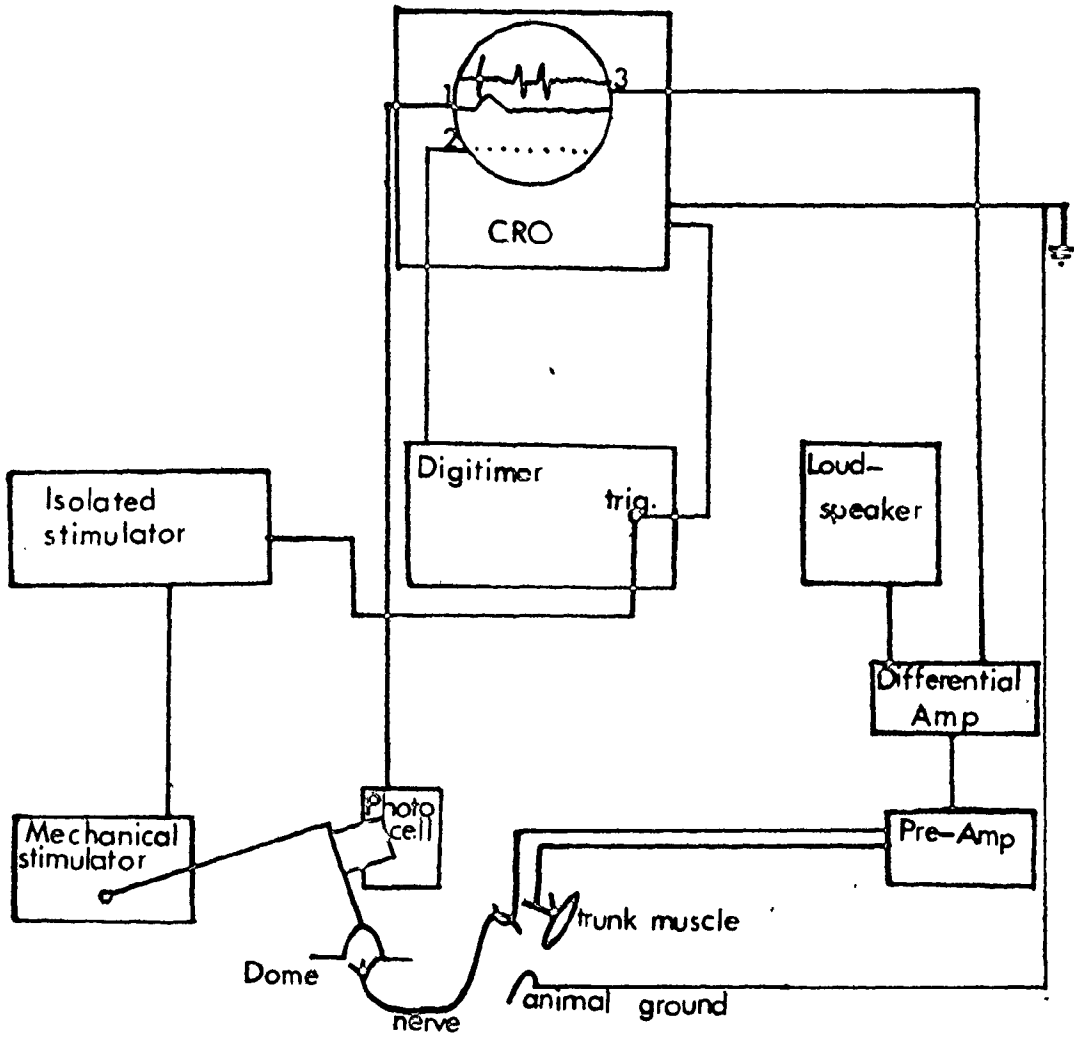 1
3
2
CRO
Digitimer
trig.
Isolated
stimulator
Loud-
speaker
Differential
Amp
Photo
cell
Mechanical
stimulator
Pre-Amp
trunk muscle
Dome
animal ground
nerve